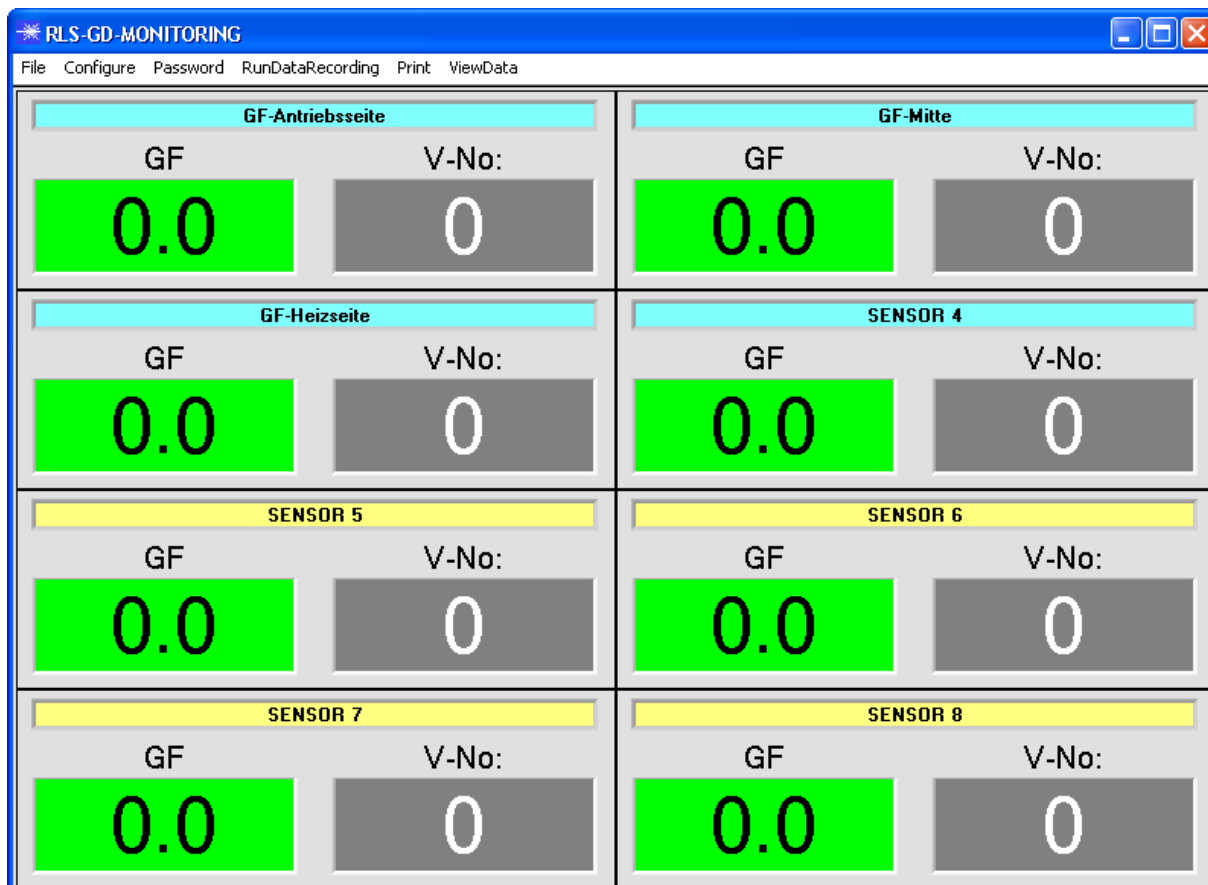 RLS-GD-MONITORING
File Configure Password RunDataRecording Print ViewData
GF-Antriebsseite
GF V-No:
0.0 0
GF-Mitte
GF V-No:
0.0 0
GF-Heizseite
GF V-No:
0.0 0
SENSOR 4
GF V-No:
0.0 0
SENSOR 5
GF V-No:
0.0 0
SENSOR 6
GF V-No:
0.0 0
SENSOR 7
GF V-No:
0.0 0
SENSOR 8
GF V-No:
0.0 0